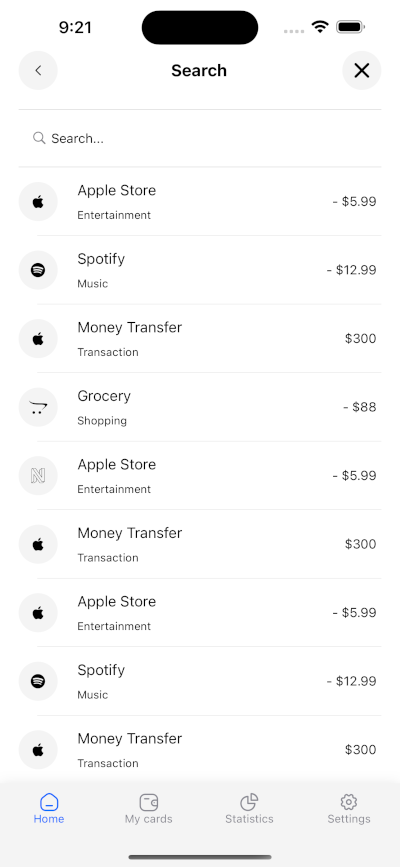 9:21
Search
Search...
Apple Store
- $5.99
Entertainment
Spotify
- $12.99
Music
Money Transfer
$300
Transaction
Grocery
- $88
Shopping
Apple Store
- $5.99
Entertainment
Money Transfer
$300
Transaction
Apple Store
- $5.99
Entertainment
Spotify
- $12.99
Music
Money Transfer
$300
Transaction
Home My cards Statistics Settings